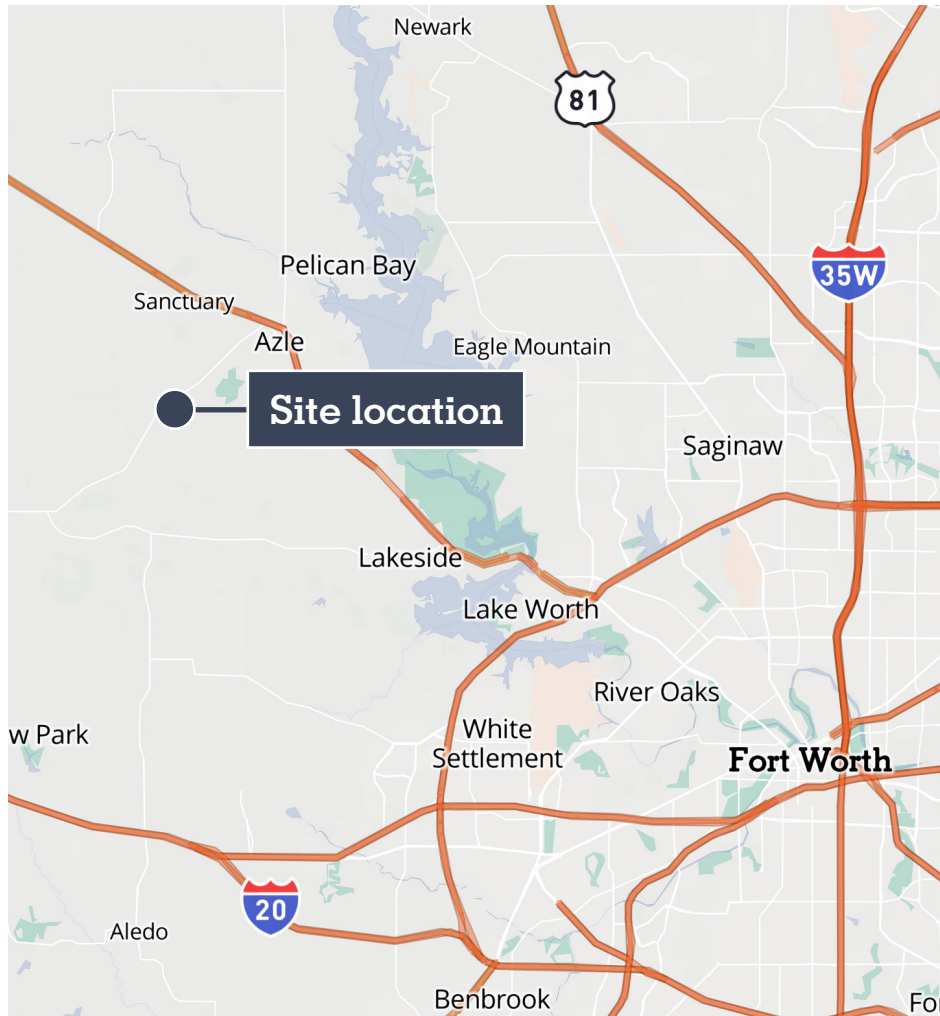 Newark
81
Pelican Bay
35W
Sanctuary
Azle
Eagle Mountain
Site location
Saginaw
Lakeside
Lake Worth
River Oaks
w Park
White
Settlement
Fort Worth
20
Aledo
Benbrook
For